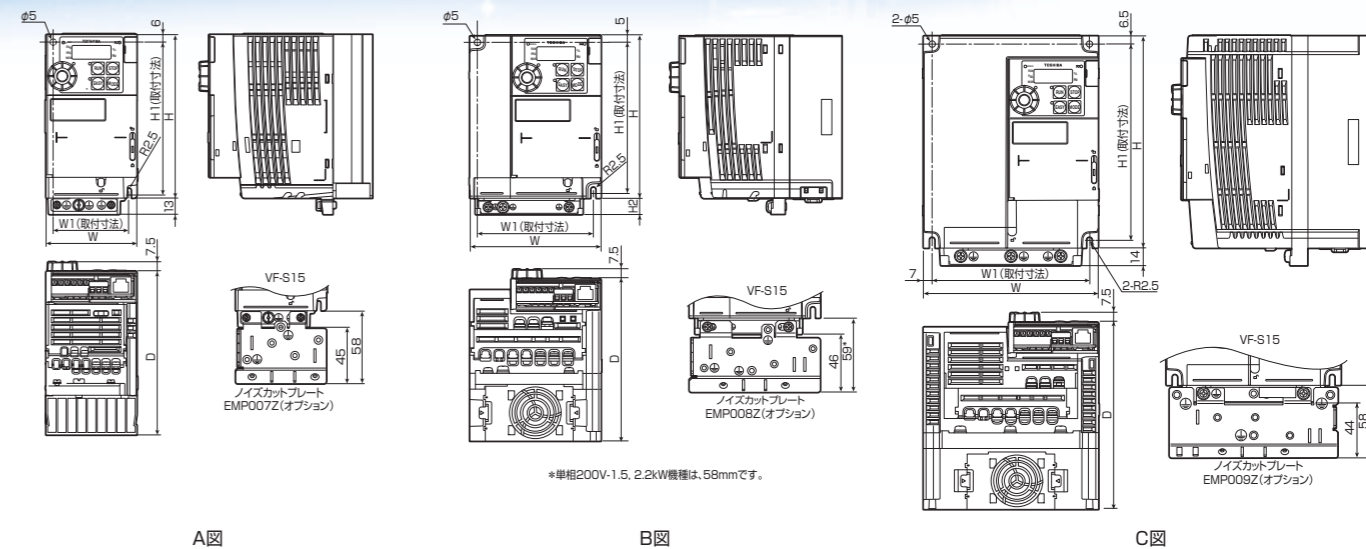 φ5
6
H1(取付寸法)
H
R2.5
13
W1(取付寸法)
W
7.5
D
VF-S15
45
58
ノイズカットプレート
EMP007Z(オプション)
A図
φ5
5
TOSHIBA
H1(取付寸法)
H
R2.5
H2
W1(取付寸法)
W
7.5
D
VF-S15
46
59*
ノイズカットプレート
EMP008Z(オプション)
*単相200V-1.5, 2.2kW機種は、58mmです。
B図
2-φ5
6.5
TOSHIBA
RUN
STOP
EASY
MODE
H1(取付寸法)
H
14
7
W1(取付寸法)
W
2-R2.5
7.5
D
VF-S15
44
58
ノイズカットプレート
EMP009Z(オプション)
C図